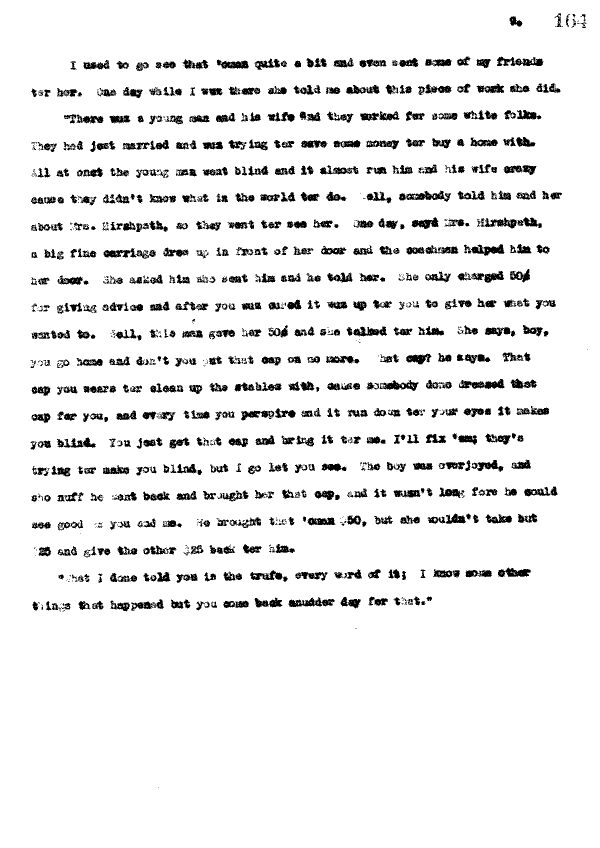 9. 164
I used to go see that 'oman quite a bit and even sent some of my friends
ter her. One day while I wus there she told me about this piece of work she did.
"There wus a young man and his wife and they worked for some white folks.
They had jest married and wus trying ter save some money ter buy a home with.
All at onct the young man went blind and it almost run him and his wife crazy
cause they didn't know what in the world ter do. Well, somebody told him and her
about Mrs. Hirshpath, so they went ter see her. One day, says Mrs. Hirshpath,
a big fine carriage drew up in front of her door and the coachman helped him to
her door. She asked him who sent him and he told her. She only charged 50¢
for giving advice and after you wus cured it wus up ter you to give her what you
wanted to. Well, this man gave her 50¢ and she talked ter him. She says, boy,
you go home and don't you put that cap on no more. What cap? he says. That
cap you wears ter clean up the stables with, cause somebody done dressed that
cap for you, and every time you perspire and it run down ter your eyes it makes
you blind. You jest get that cap and bring it ter me. I'll fix 'em; they's
trying ter make you blind, but I go let you see. The boy was overjoyed, and
sho nuff he went back and brought her that cap, and it wusn't long fore he could
see good as you and me. He brought that 'oman $50, but she wouldn't take but
$25 and give the other $25 back ter him.
"What I done told you is the trufe, every word of it; I know some other
things that happened but you come back anudder day fer that."